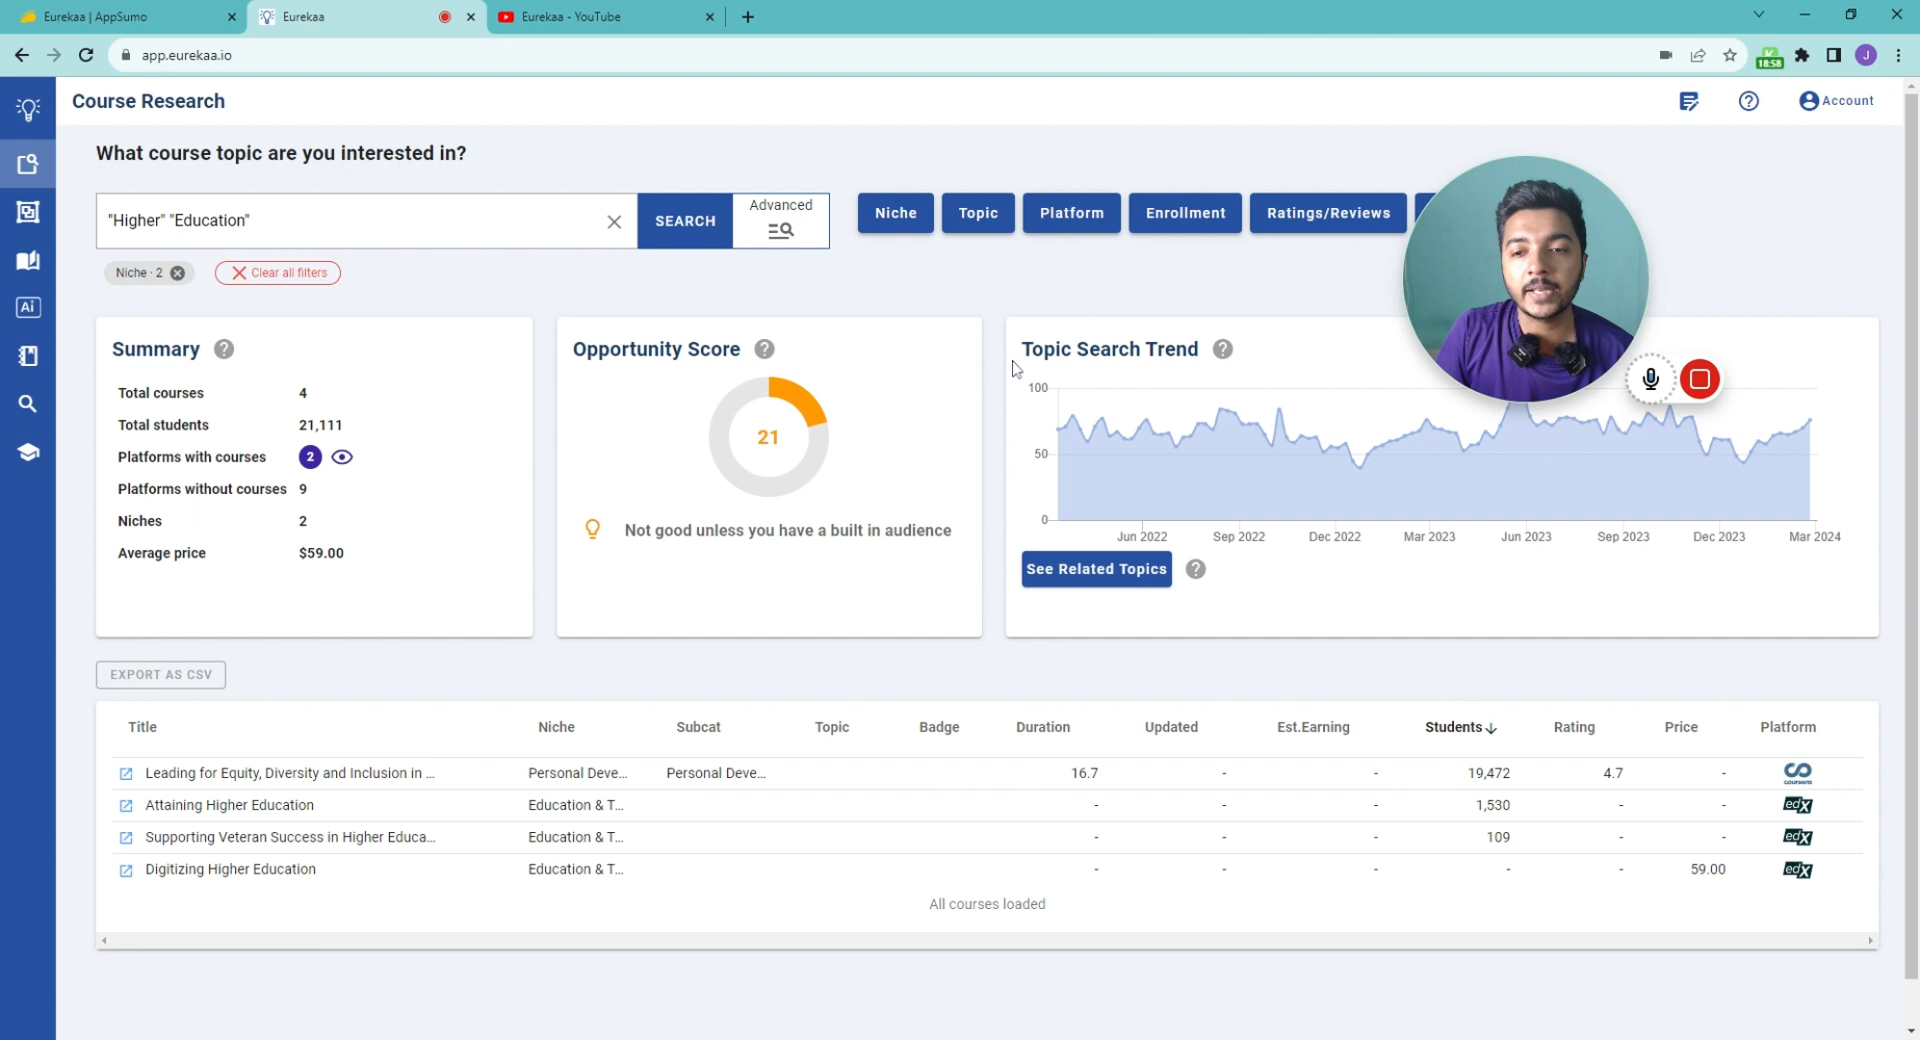 Eurekaa | AppSumo
Eurekaa
Eurekaa - YouTube
app.eurekaa.io
18:58
J
Course Research
Account
What course topic are you interested in?
"Higher" "Education"
SEARCH
Advanced
Niche
Topic
Platform
Enrollment
Ratings/Reviews
Niche · 2
Clear all filters
Summary
Total courses 4
Total students 21,111
Platforms with courses 2
Platforms without courses 9
Niches 2
Average price $59.00
Opportunity Score
21
Not good unless you have a built in audience
Topic Search Trend
100
50
0
Jun 2022 Sep 2022 Dec 2022 Mar 2023 Jun 2023 Sep 2023 Dec 2023 Mar 2024
See Related Topics
Ai
EXPORT AS CSV
Title Niche Subcat Topic Badge Duration Updated Est.Earning Students Rating Price Platform
Leading for Equity, Diversity and Inclusion in ... Personal Deve... Personal Deve... 16.7 - - 19,472 4.7 - coursera
Attaining Higher Education Education & T... - - - 1,530 - - edX
Supporting Veteran Success in Higher Educa... Education & T... - - - 109 - - edX
Digitizing Higher Education Education & T... - - - - - 59.00 edX
All courses loaded